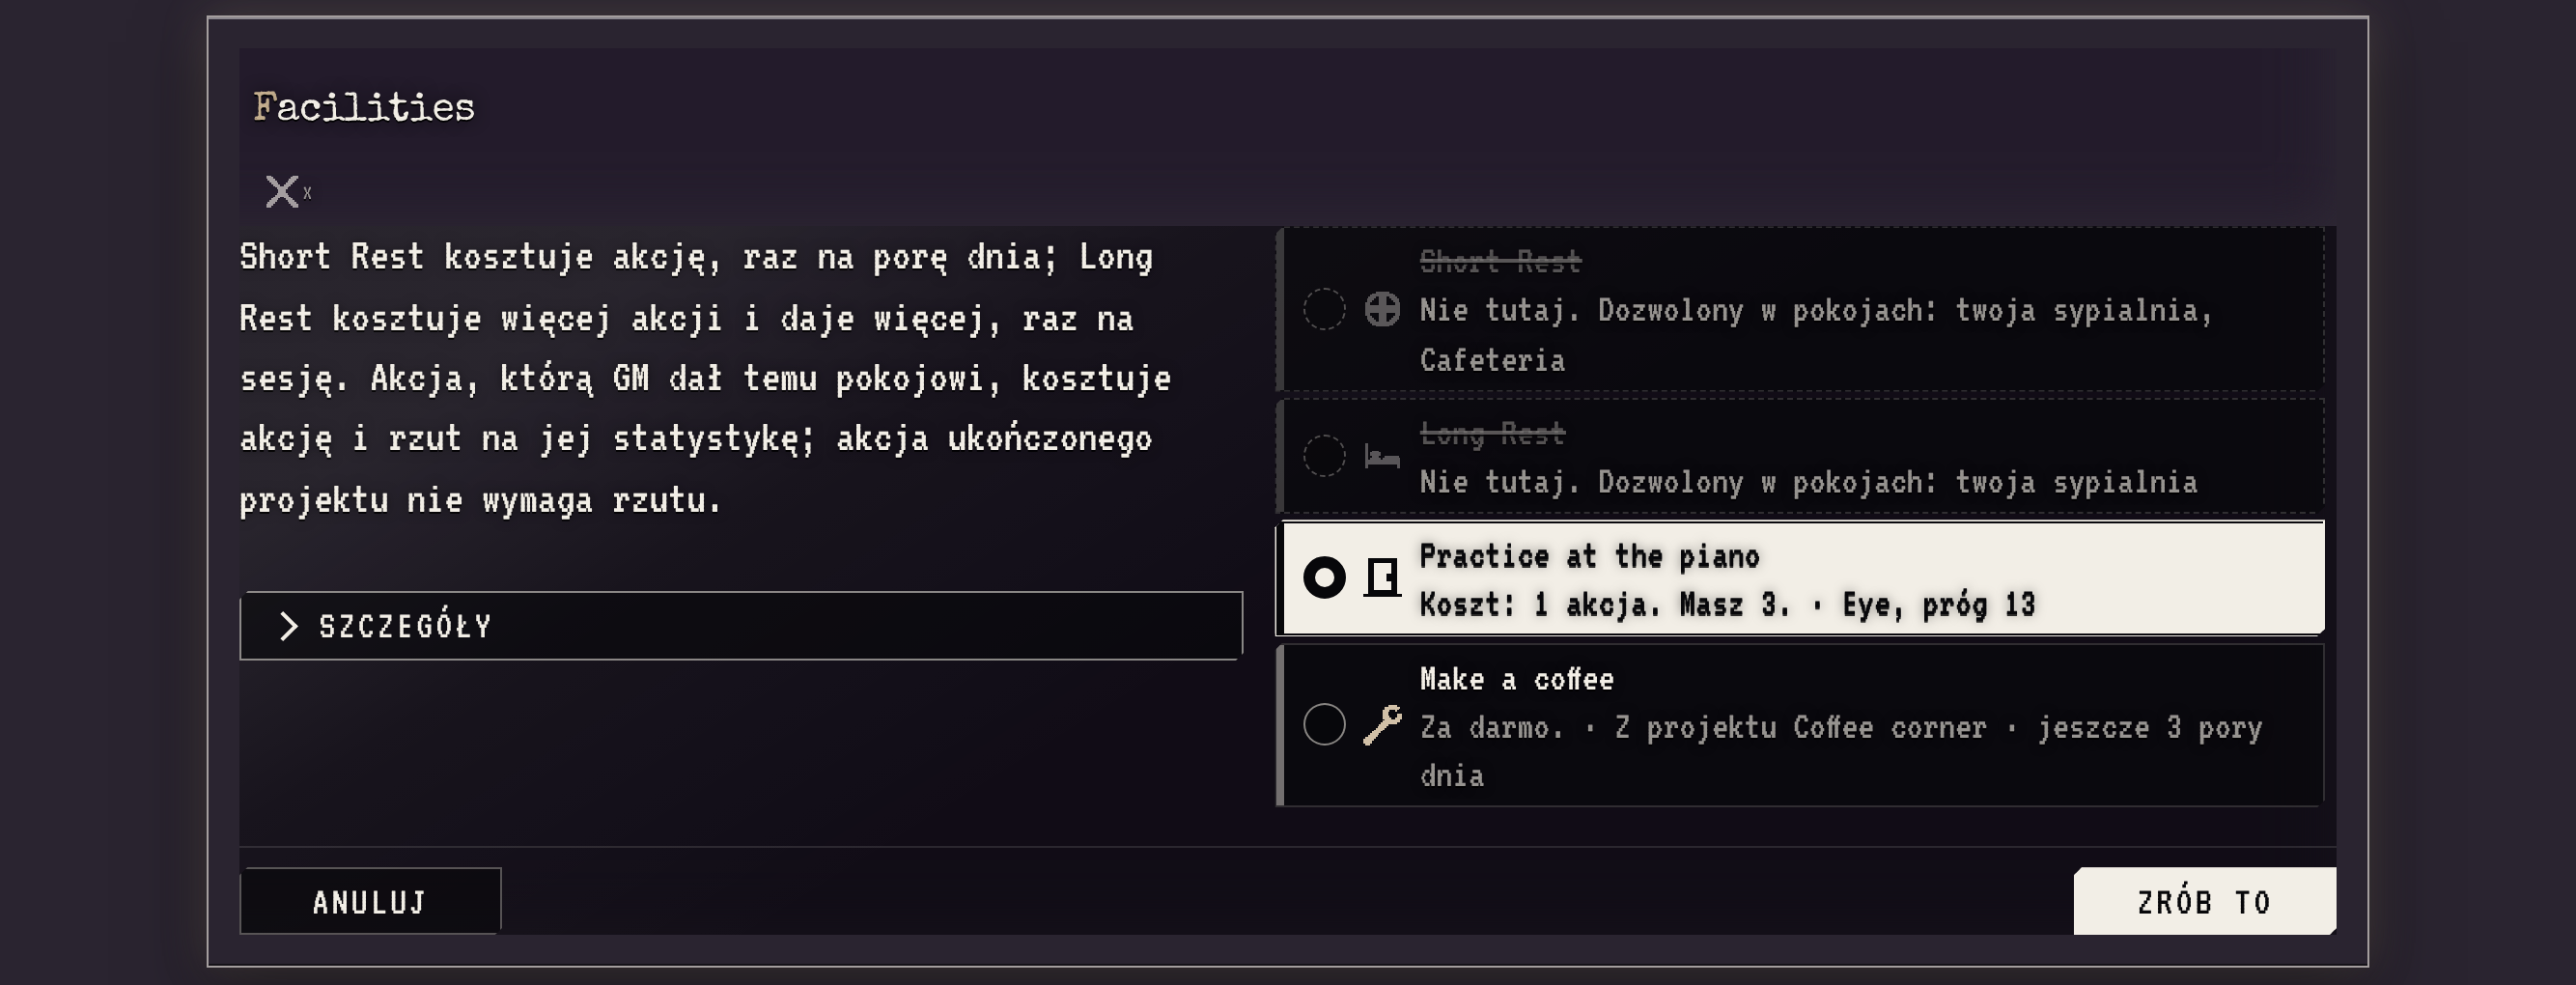 Facilities
x
Short Rest kosztuje akcję, raz na porę dnia; Long
Rest kosztuje więcej akcji i daje więcej, raz na
sesję. Akcja, którą GM dał temu pokojowi, kosztuje
akcję i rzut na jej statystykę; akcja ukończonego
projektu nie wymaga rzutu.
SZCZEGÓŁY
Short Rest
Nie tutaj. Dozwolony w pokojach: twoja sypialnia,
Cafeteria
Long Rest
Nie tutaj. Dozwolony w pokojach: twoja sypialnia
Practice at the piano
Koszt: 1 akcja. Masz 3. · Eye, próg 13
Make a coffee
Za darmo. · Z projektu Coffee corner · jeszcze 3 pory
dnia
ANULUJ
ZRÓB TO